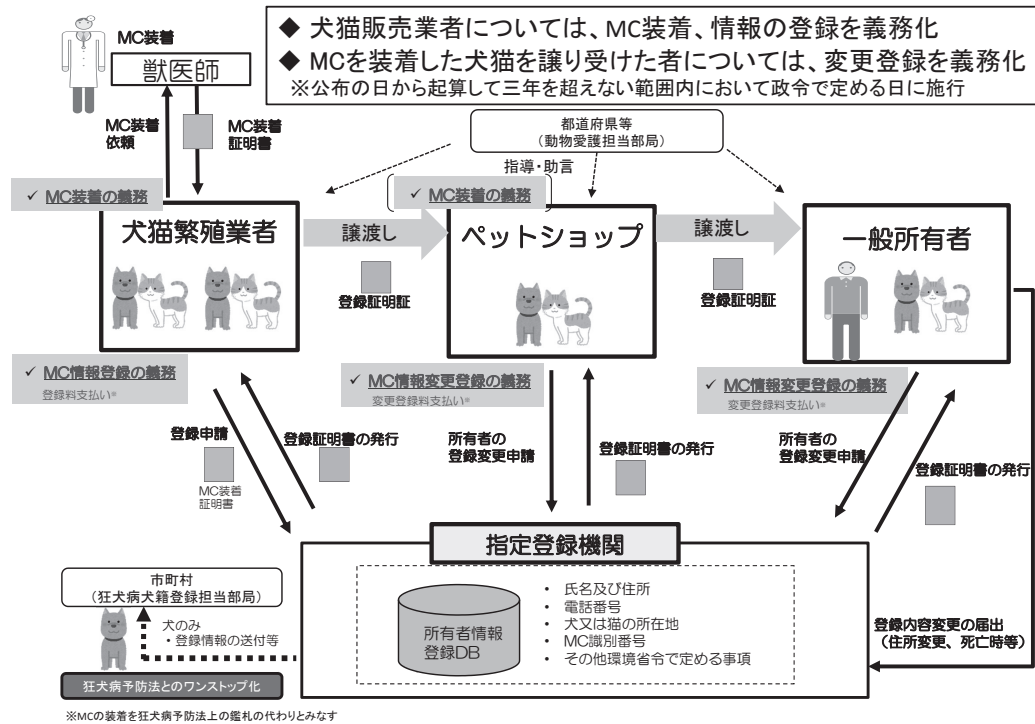 ◆ 犬猫販売業者については、MC装着、情報の登録を義務化
◆ MCを装着した犬猫を譲り受けた者については、変更登録を義務化
※公布の日から起算して三年を超えない範囲内において政令で定める日に施行
MC装着
獣医師
MC装着
依頼
MC装着
証明書
都道府県等
(動物愛護担当部局)
指導・助言
✓ MC装着の義務
✓ MC装着の義務
犬猫繁殖業者
譲渡し
ペットショップ
譲渡し
一般所有者
登録証明証
登録証明証
✓ MC情報登録の義務
登録料支払い※
✓ MC情報変更登録の義務
変更登録料支払い※
✓ MC情報変更登録の義務
変更登録料支払い※
登録申請
MC装着
証明書
登録証明書の発行
所有者の
登録変更申請
登録証明書の発行
所有者の
登録変更申請
登録証明書の発行
指定登録機関
所有者情報
登録DB
・ 氏名及び住所
・ 電話番号
・ 犬又は猫の所在地
・ MC識別番号
・ その他環境省令で定める事項
登録内容変更の届出
(住所変更、死亡時等)
市町村
(狂犬病犬籍登録担当部局)
犬のみ
・登録情報の送付等
狂犬病予防法とのワンストップ化
※MCの装着を狂犬病予防法上の鑑札の代わりとみなす